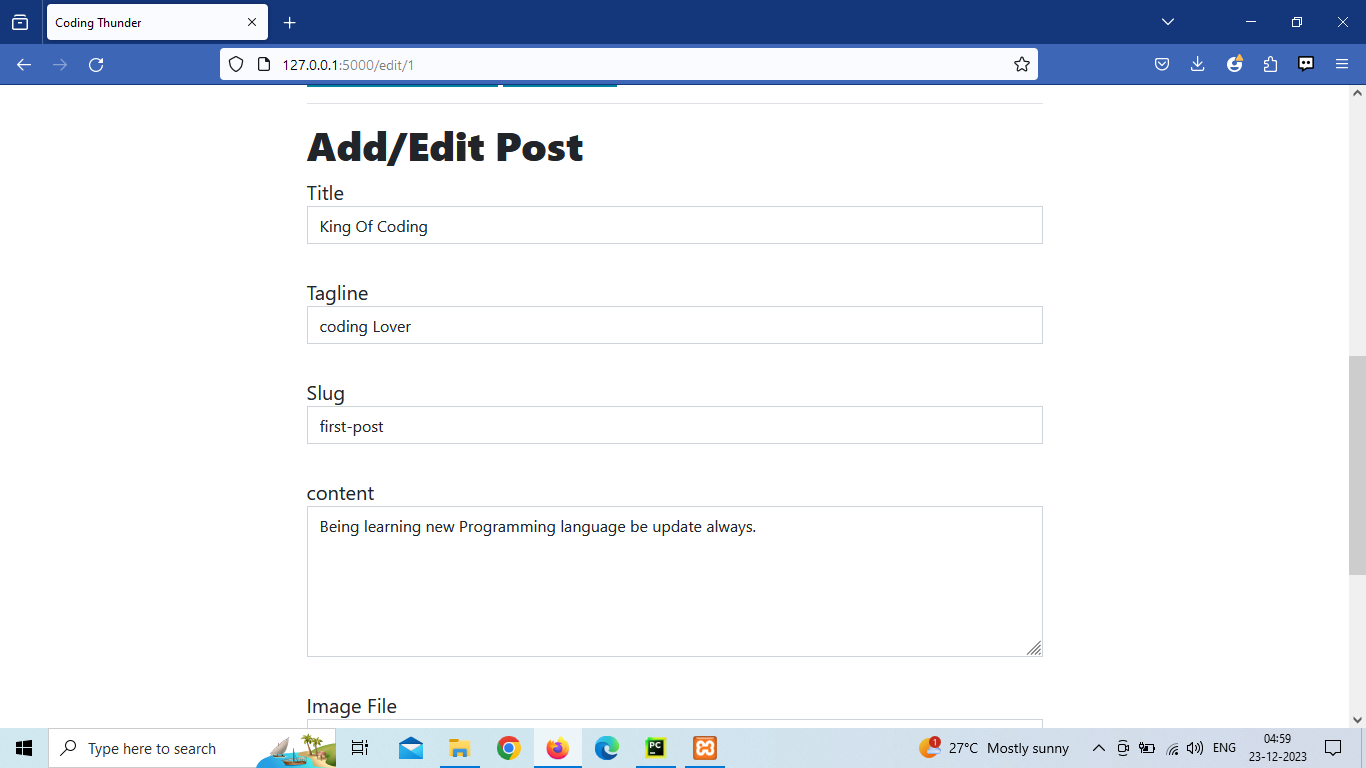 Coding Thunder
127.0.0.1:5000/edit/1
Add/Edit Post
Title
King Of Coding
Tagline
coding Lover
Slug
first-post
content
Being learning new Programming language be update always.
Image File
Type here to search
PC
1
27°C Mostly sunny
ENG
04:59
23-12-2023